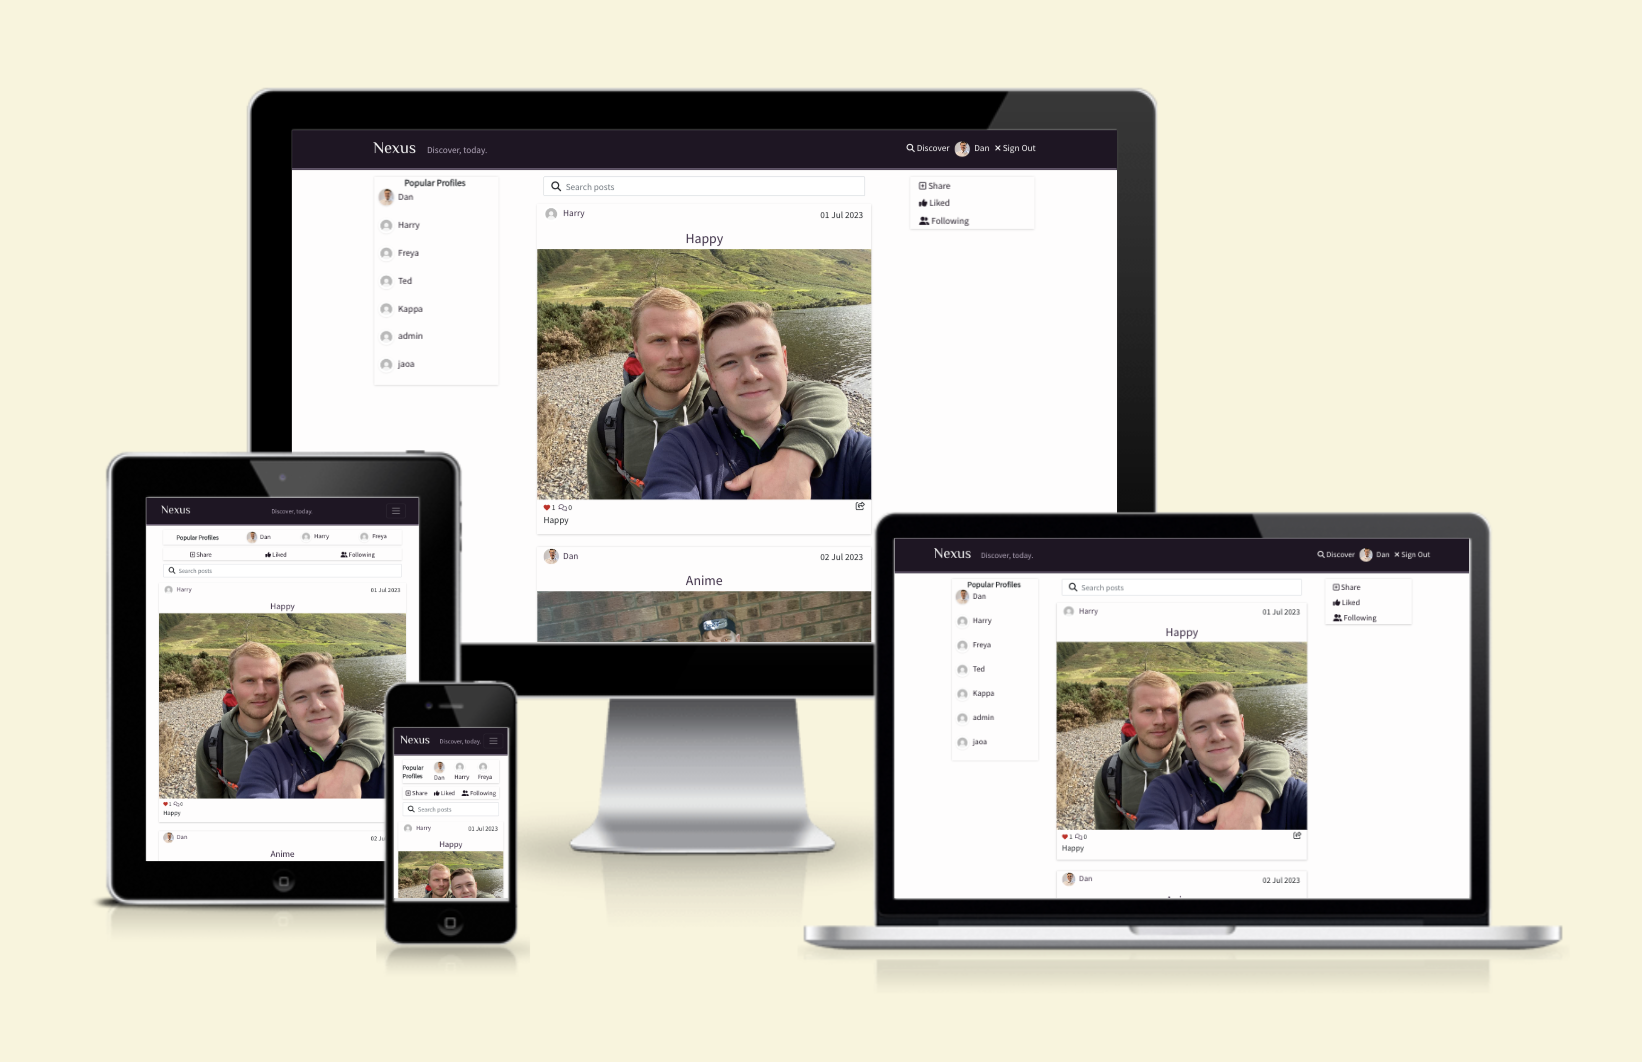 Nexus Discover, today. Discover Dan Sign Out
Popular Profiles
Dan
Harry
Freya
Ted
Kappa
admin
jaoa
Search posts
Harry 01 Jul 2023
Happy
1 0
Happy
Dan 02 Jul 2023
Anime
Share
Liked
Following
Nexus Discover, today.
Popular Profiles Dan Harry Freya
Share Liked Following
Search posts
Harry 01 Jul 2023
Happy
1 0
Happy
Dan 02 Ju
Anime
Nexus Discover, today.
Popular
Profiles Dan Harry Freya
Share Liked Following
Search posts
Harry 01 Jul 2023
Happy
Nexus Discover, today. Discover Dan Sign Out
Popular Profiles
Dan
Harry
Freya
Ted
Kappa
admin
jaoa
Search posts
Harry 01 Jul 2023
Happy
1 0
Happy
Dan 02 Jul 2023
Share
Liked
Following